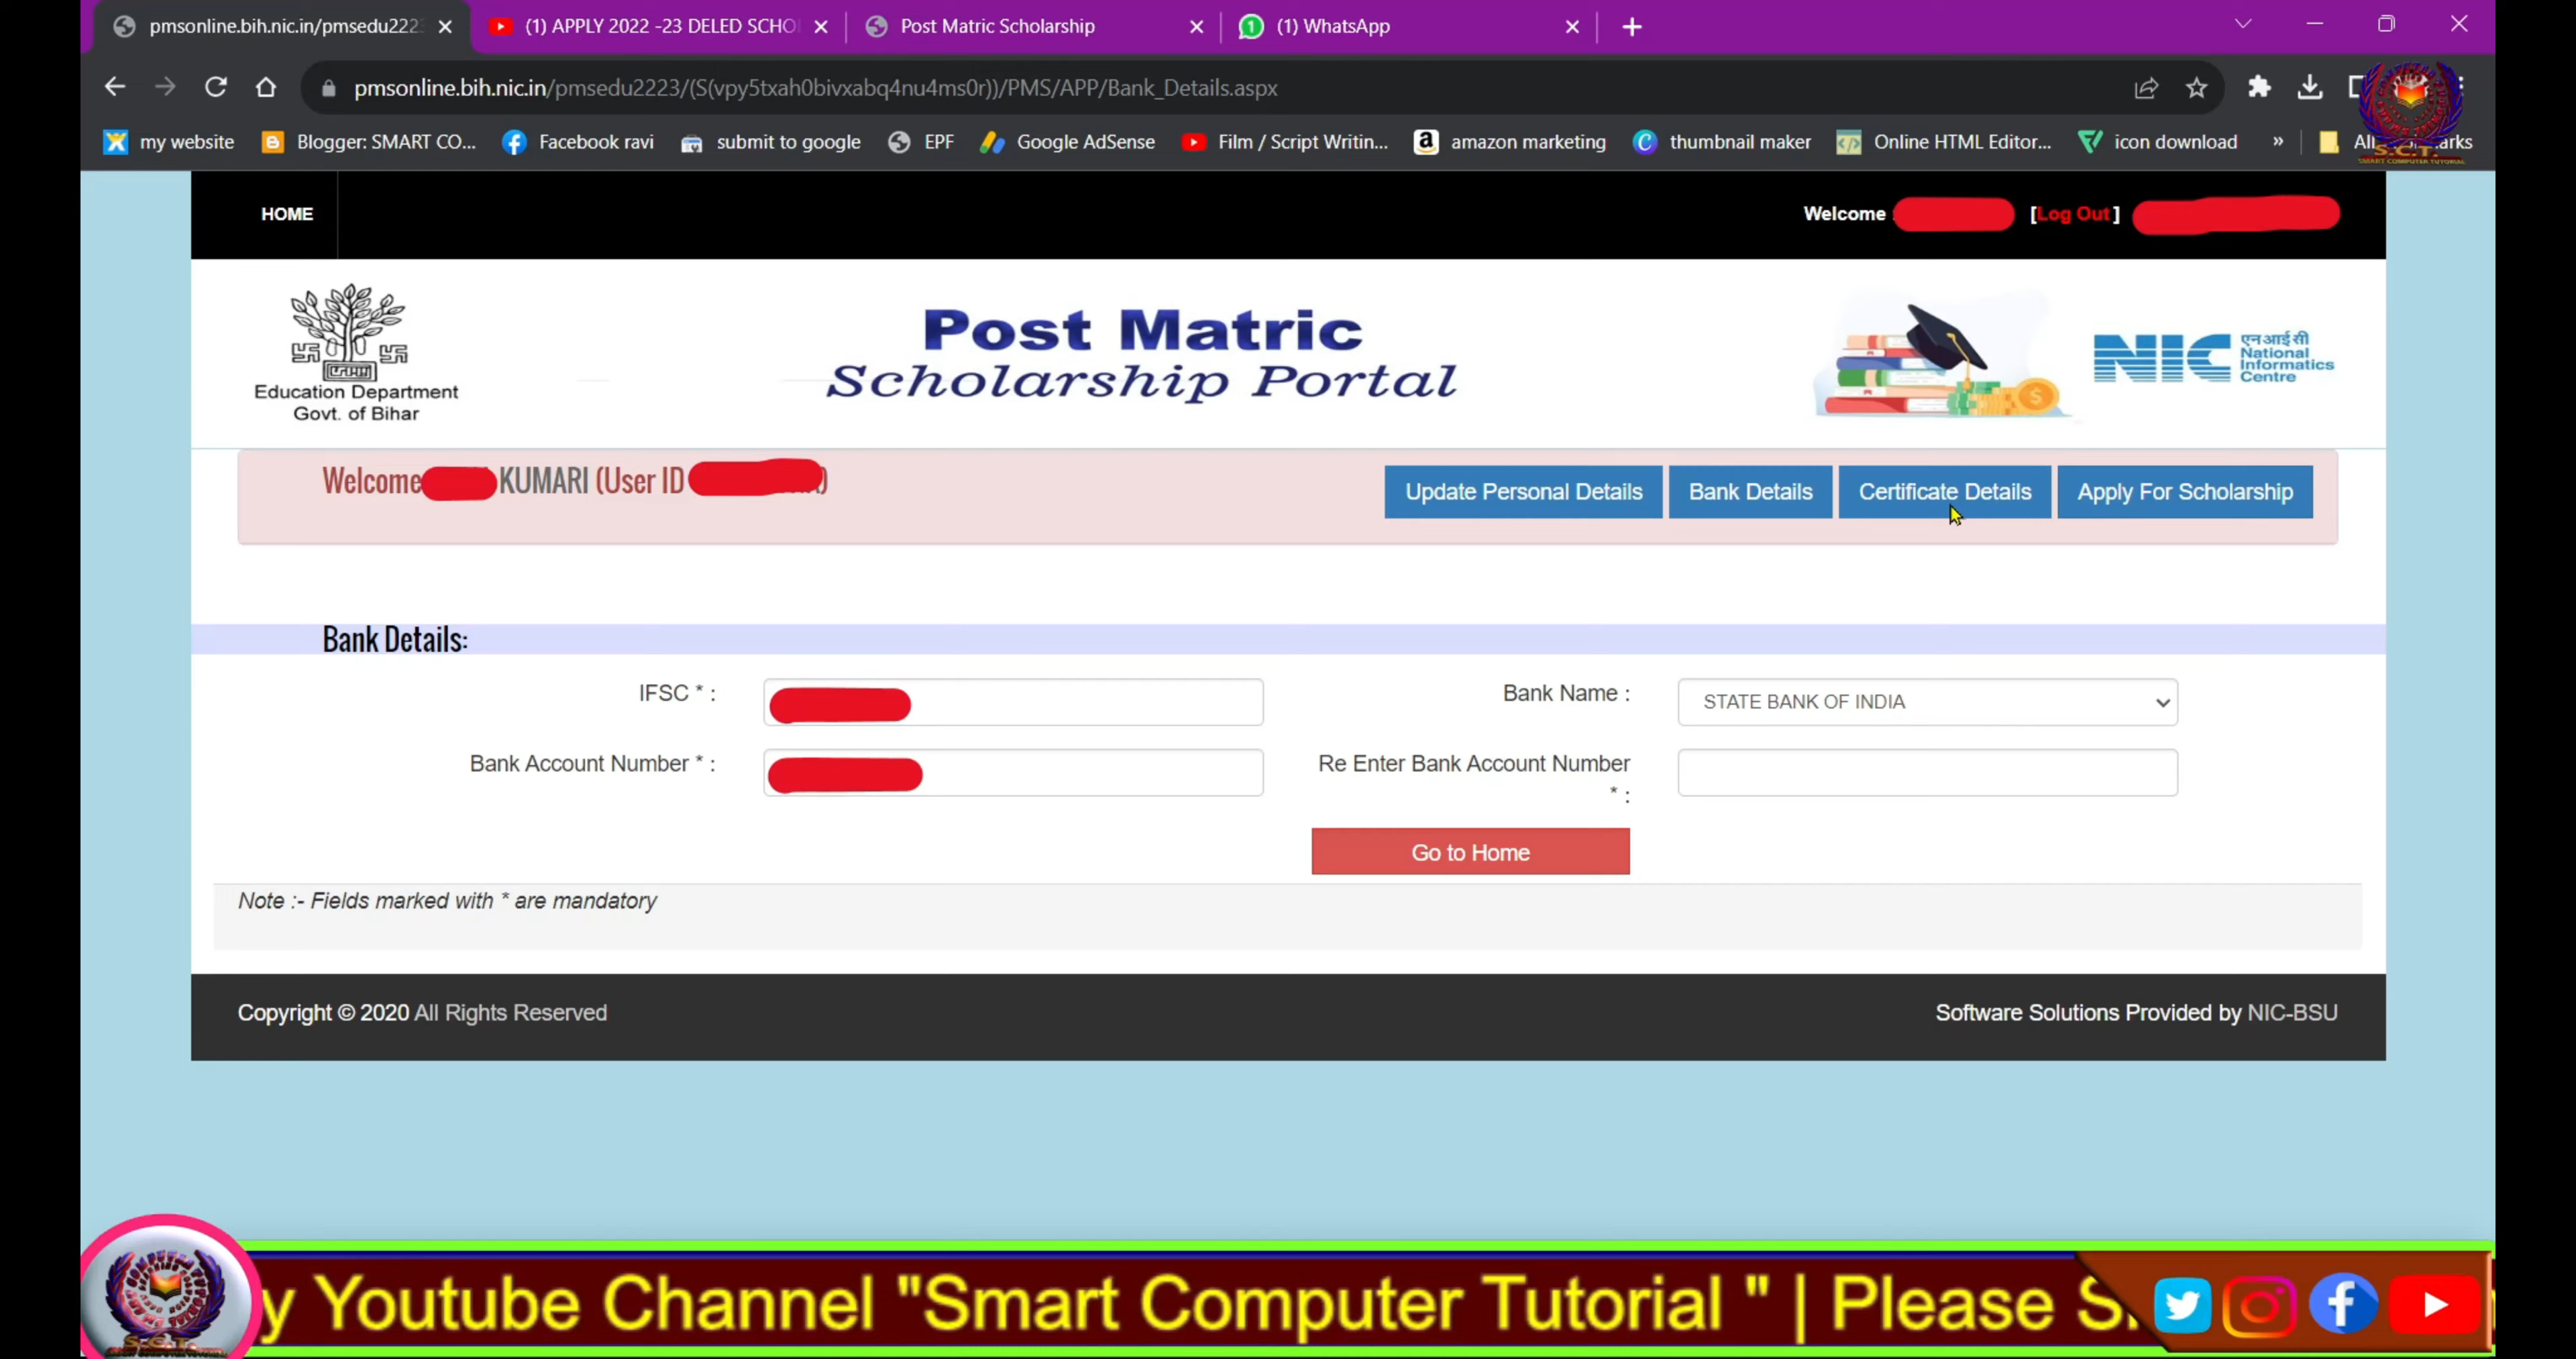 pmsonline.bih.nic.in/pmsedu222
(1) APPLY 2022 -23 DELED SCHO
Post Matric Scholarship
(1) WhatsApp
pmsonline.bih.nic.in/pmsedu2223/(S(vpy5txah0bivxabq4nu4ms0r))/PMS/APP/Bank_Details.aspx
my website
Blogger: SMART CO...
Facebook ravi
submit to google
EPF
Google AdSense
Film / Script Writin...
amazon marketing
thumbnail maker
Online HTML Editor...
icon download
»
S.C.T.
SMART COMPUTER TUTORIAL
HOME
Welcome
[Log Out ]
Education Department
Govt. of Bihar
Post Matric
Scholarship Portal
NIC
एन आई सी
National
Informatics
Centre
Welcome KUMARI (User ID )
Update Personal Details
Bank Details
Certificate Details
Apply For Scholarship
Bank Details:
IFSC * :
Bank Name :
STATE BANK OF INDIA
Bank Account Number * :
Re Enter Bank Account Number
* :
Go to Home
Note :- Fields marked with * are mandatory
Copyright © 2020 All Rights Reserved
Software Solutions Provided by NIC-BSU
y Youtube Channel "Smart Computer Tutorial " | Please S
S.C.T.